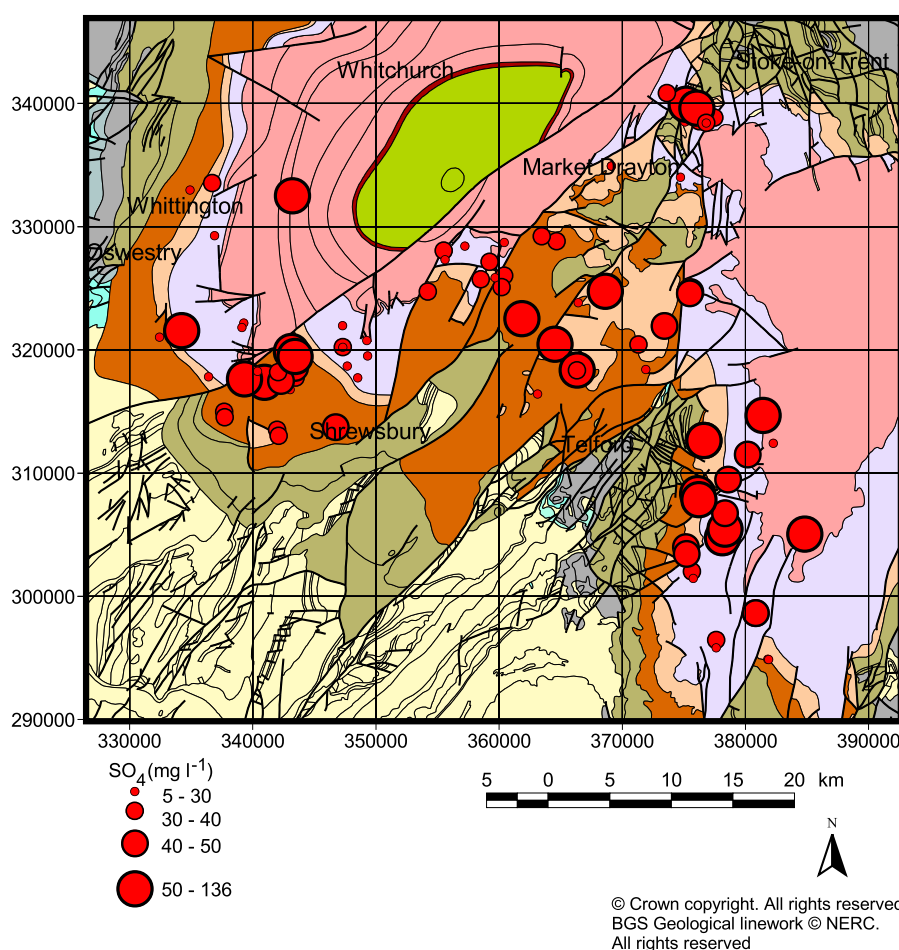 Whitchurch
Stoke-on-Trent
340000
Market Drayton
Whittington
330000
Oswestry
320000
Shrewsbury
Telford
310000
300000
290000
330000 340000 350000 360000 370000 380000 390000
SO4(mg l-1)
5 - 30
30 - 40
40 - 50
50 - 136
5 0 5 10 15 20 km
N
© Crown copyright. All rights reserved
BGS Geological linework © NERC.
All rights reserved